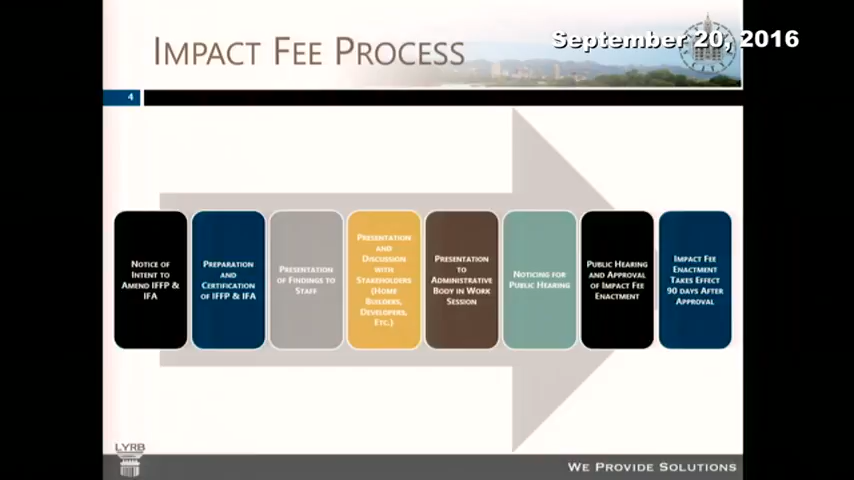 IMPACT FEE PROCESS
September 20, 2016
4
NOTICE OF
INTENT TO
AMEND IFFP &
IFA
PREPARATION
AND
CERTIFICATION
OF IFFP & IFA
PRESENTATION
OF FINDINGS TO
STAFF
PRESENTATION
AND
DISCUSSION
WITH
STAKEHOLDERS
(HOME
BUILDERS,
DEVELOPERS,
ETC.)
PRESENTATION
TO
ADMINISTRATIVE
BODY IN WORK
SESSION
NOTICING FOR
PUBLIC HEARING
PUBLIC HEARING
AND APPROVAL
OF IMPACT FEE
ENACTMENT
IMPACT FEE
ENACTMENT
TAKES EFFECT
90 DAYS AFTER
APPROVAL
LYRB
WE PROVIDE SOLUTIONS